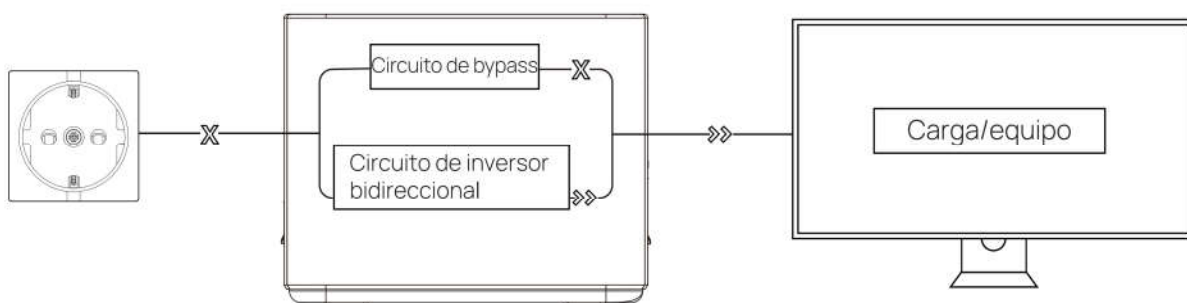 Circuito de bypass
X
X
Circuito de inversor
bidireccional
Carga/equipo